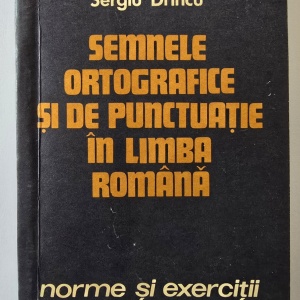 Sergiu Drincu
SEMNELE
ORTOGRAFICE
ȘI DE PUNCTUAȚIE
ÎN LIMBA
ROMÂNĂ
norme și exerciții